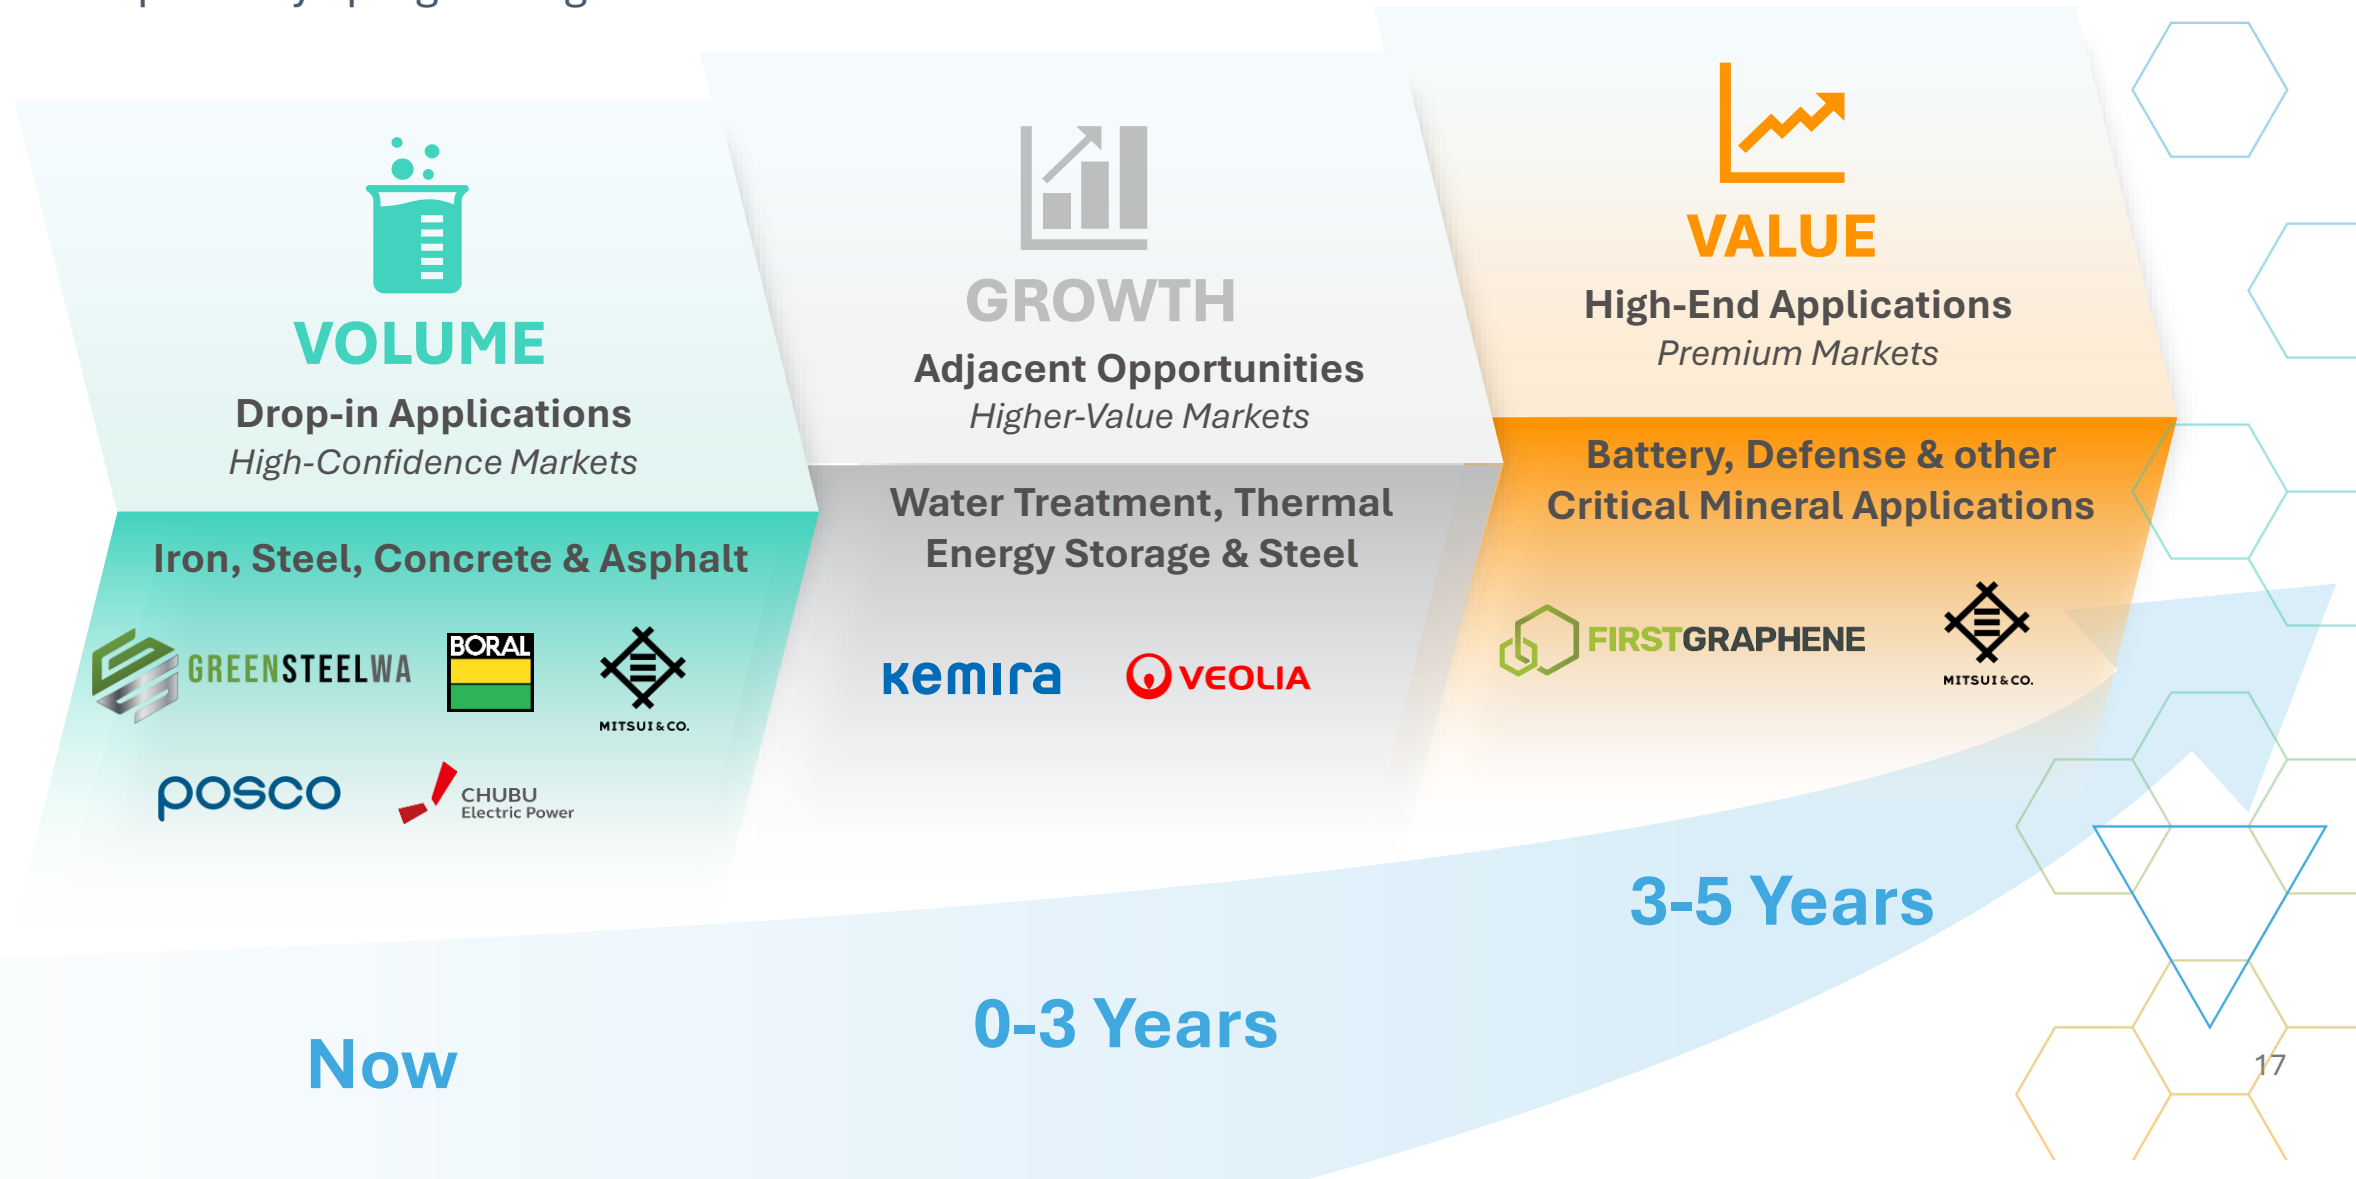 VOLUME
Drop-in Applications
High-Confidence Markets
Iron, Steel, Concrete & Asphalt
GREENSTEELWA
BORAL
MITSUI & CO.
posco
CHUBU
Electric Power
Now
GROWTH
Adjacent Opportunities
Higher-Value Markets
Water Treatment, Thermal
Energy Storage & Steel
kemira
VEOLIA
0-3 Years
VALUE
High-End Applications
Premium Markets
Battery, Defense & other
Critical Mineral Applications
FIRSTGRAPHENE
MITSUI & CO.
3-5 Years
17